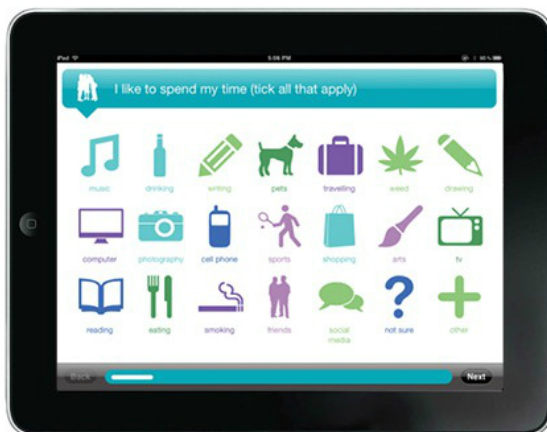 iPad
5:08 PM
90%
I like to spend my time (tick all that apply)
music drinking writing pets travelling weed drawing
computer photography cell phone sports shopping arts tv
reading eating smoking friends social media not sure other
Back
Next